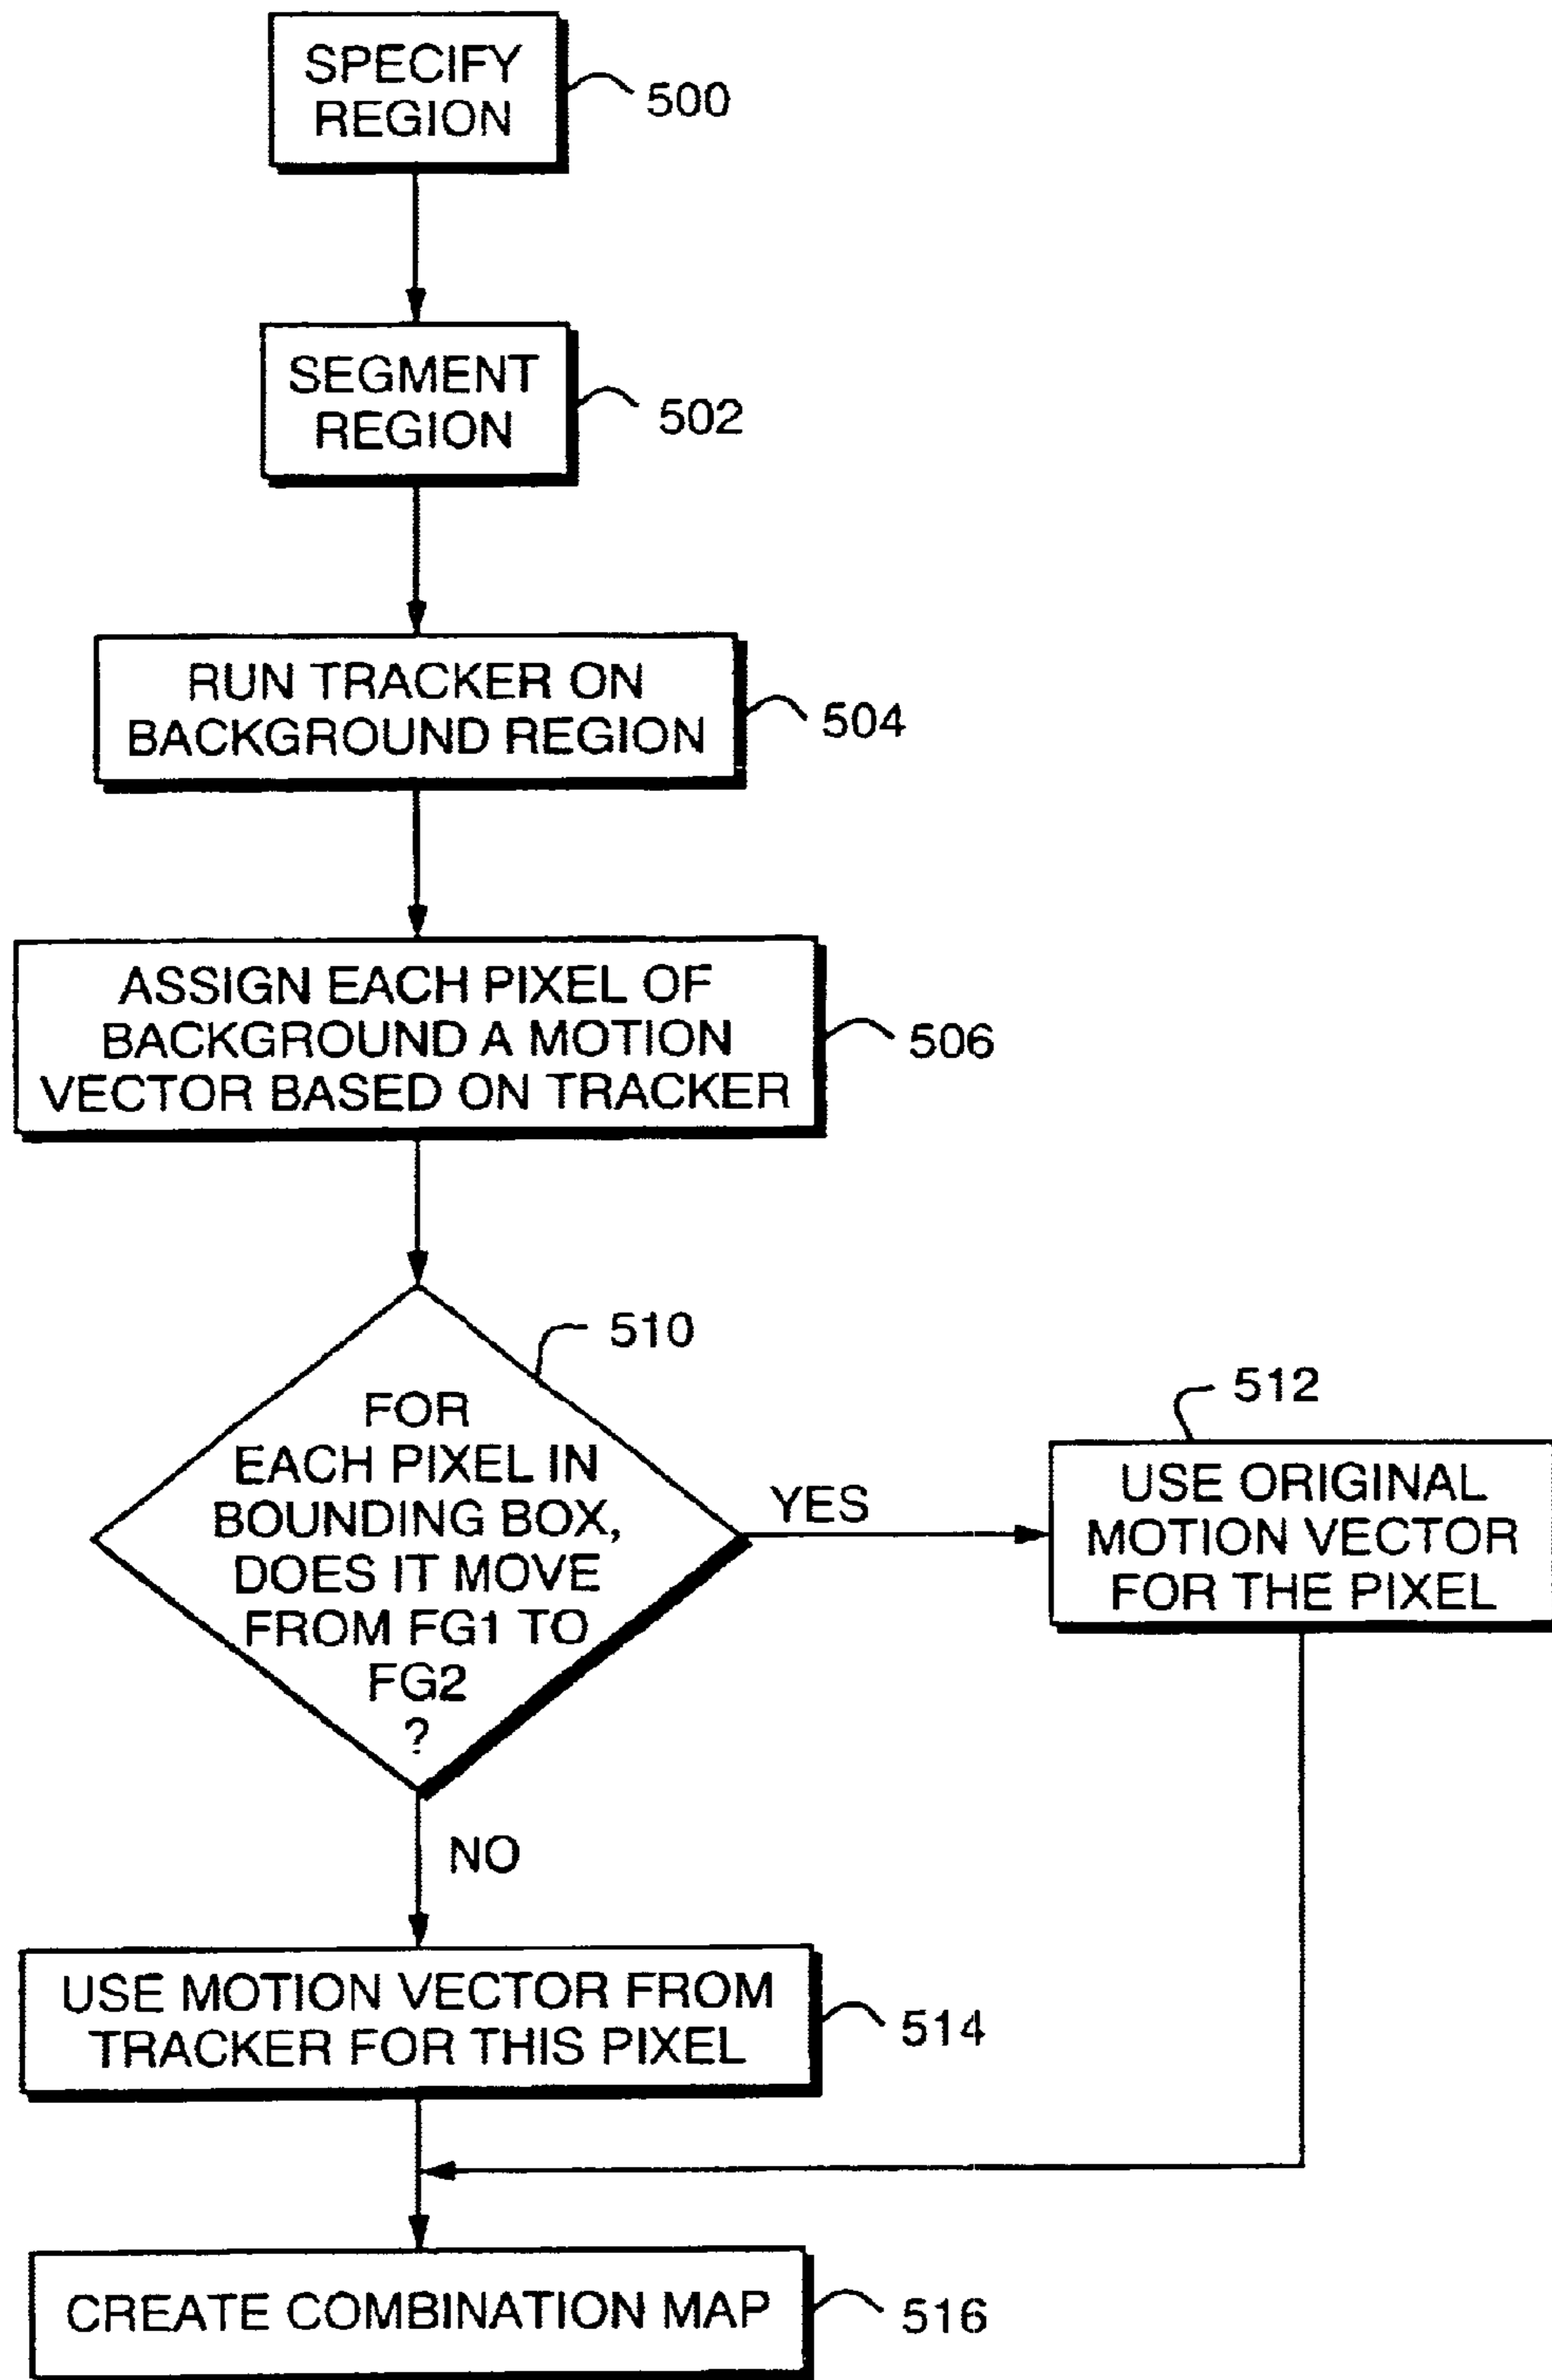 SPECIFY
REGION
500
SEGMENT
REGION
502
RUN TRACKER ON
BACKGROUND REGION
504
ASSIGN EACH PIXEL OF
BACKGROUND A MOTION
VECTOR BASED ON TRACKER
506
510
FOR
EACH PIXEL IN
BOUNDING BOX,
DOES IT MOVE
FROM FG1 TO
FG2
?
YES
512
USE ORIGINAL
MOTION VECTOR
FOR THE PIXEL
NO
USE MOTION VECTOR FROM
TRACKER FOR THIS PIXEL
514
CREATE COMBINATION MAP
516